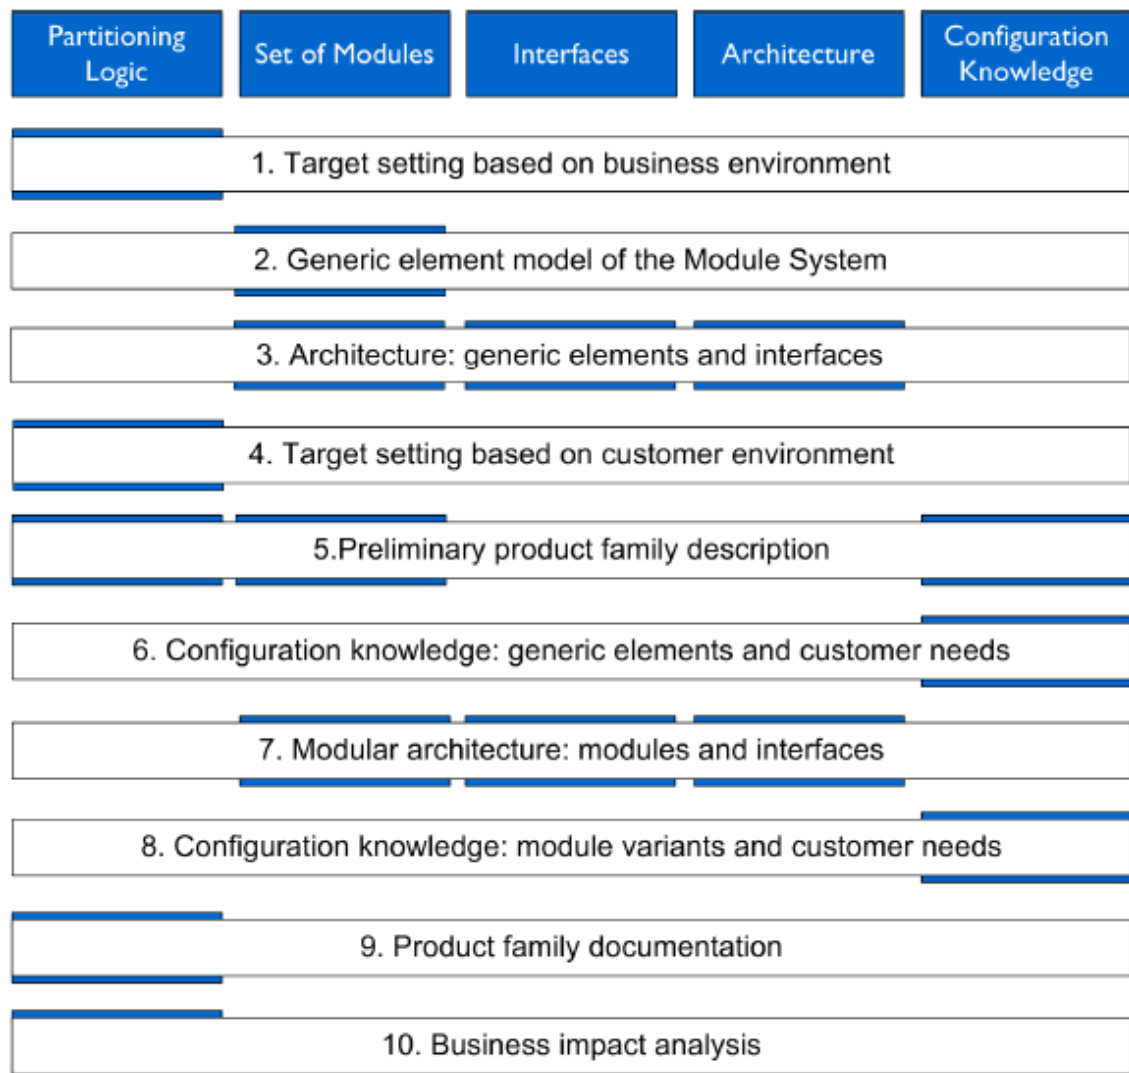 Partitioning
Logic
Set of Modules
Interfaces
Architecture
Configuration
Knowledge
1. Target setting based on business environment
2. Generic element model of the Module System
3. Architecture: generic elements and interfaces
4. Target setting based on customer environment
5.Preliminary product family description
6. Configuration knowledge: generic elements and customer needs
7. Modular architecture: modules and interfaces
8. Configuration knowledge: module variants and customer needs
9. Product family documentation
10. Business impact analysis